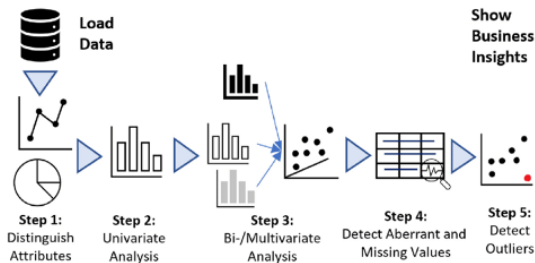 Load
Data
Show
Business
Insights
Step 1:
Distinguish
Attributes
Step 2:
Univariate
Analysis
Step 3:
Bi-/Multivariate
Analysis
Step 4:
Detect Aberrant and
Missing Values
Step 5:
Detect
Outliers